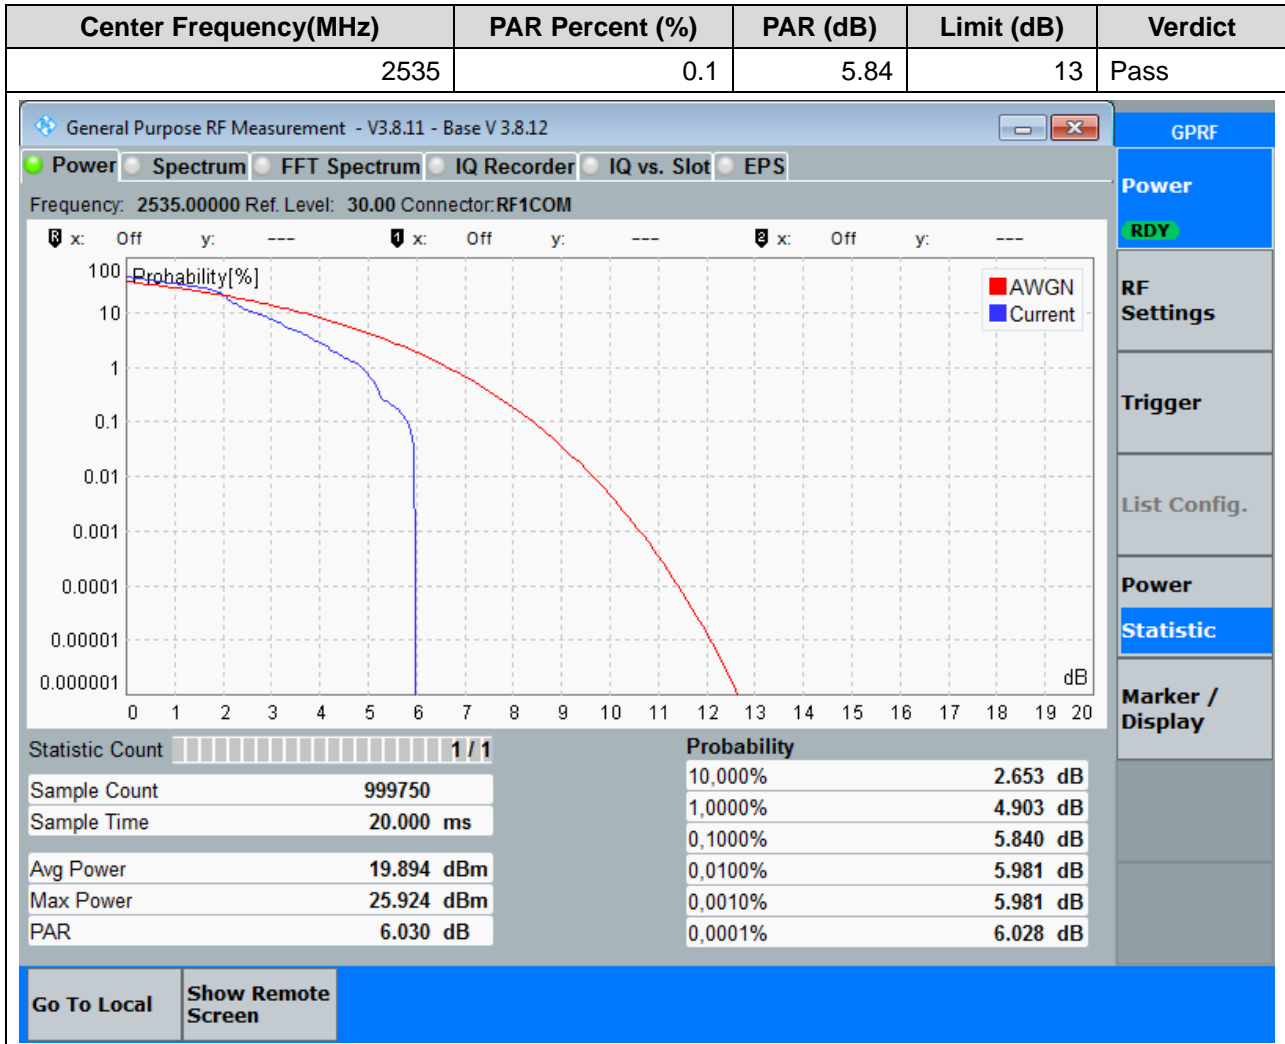 Center Frequency(MHz) PAR Percent (%) PAR (dB) Limit (dB) Verdict
2535 0.1 5.84 13 Pass
General Purpose RF Measurement - V3.8.11 - Base V 3.8.12
GPRF
Power Spectrum FFT Spectrum IQ Recorder IQ vs. Slot EPS
Frequency: 2535.00000 Ref. Level: 30.00 Connector:RF1COM
R x: Off y: --- 1 x: Off y: --- 2 x: Off y: ---
Probability[%]
AWGN
Current
100
10
1
0.1
0.01
0.001
0.0001
0.00001
0.000001
dB
0 1 2 3 4 5 6 7 8 9 10 11 12 13 14 15 16 17 18 19 20
Statistic Count 1 / 1
Sample Count 999750
Sample Time 20.000 ms
Avg Power 19.894 dBm
Max Power 25.924 dBm
PAR 6.030 dB
Probability
10,000% 2.653 dB
1,0000% 4.903 dB
0,1000% 5.840 dB
0,0100% 5.981 dB
0,0010% 5.981 dB
0,0001% 6.028 dB
Power
RDY
RF
Settings
Trigger
List Config.
Power
Statistic
Marker /
Display
Go To Local
Show Remote
Screen